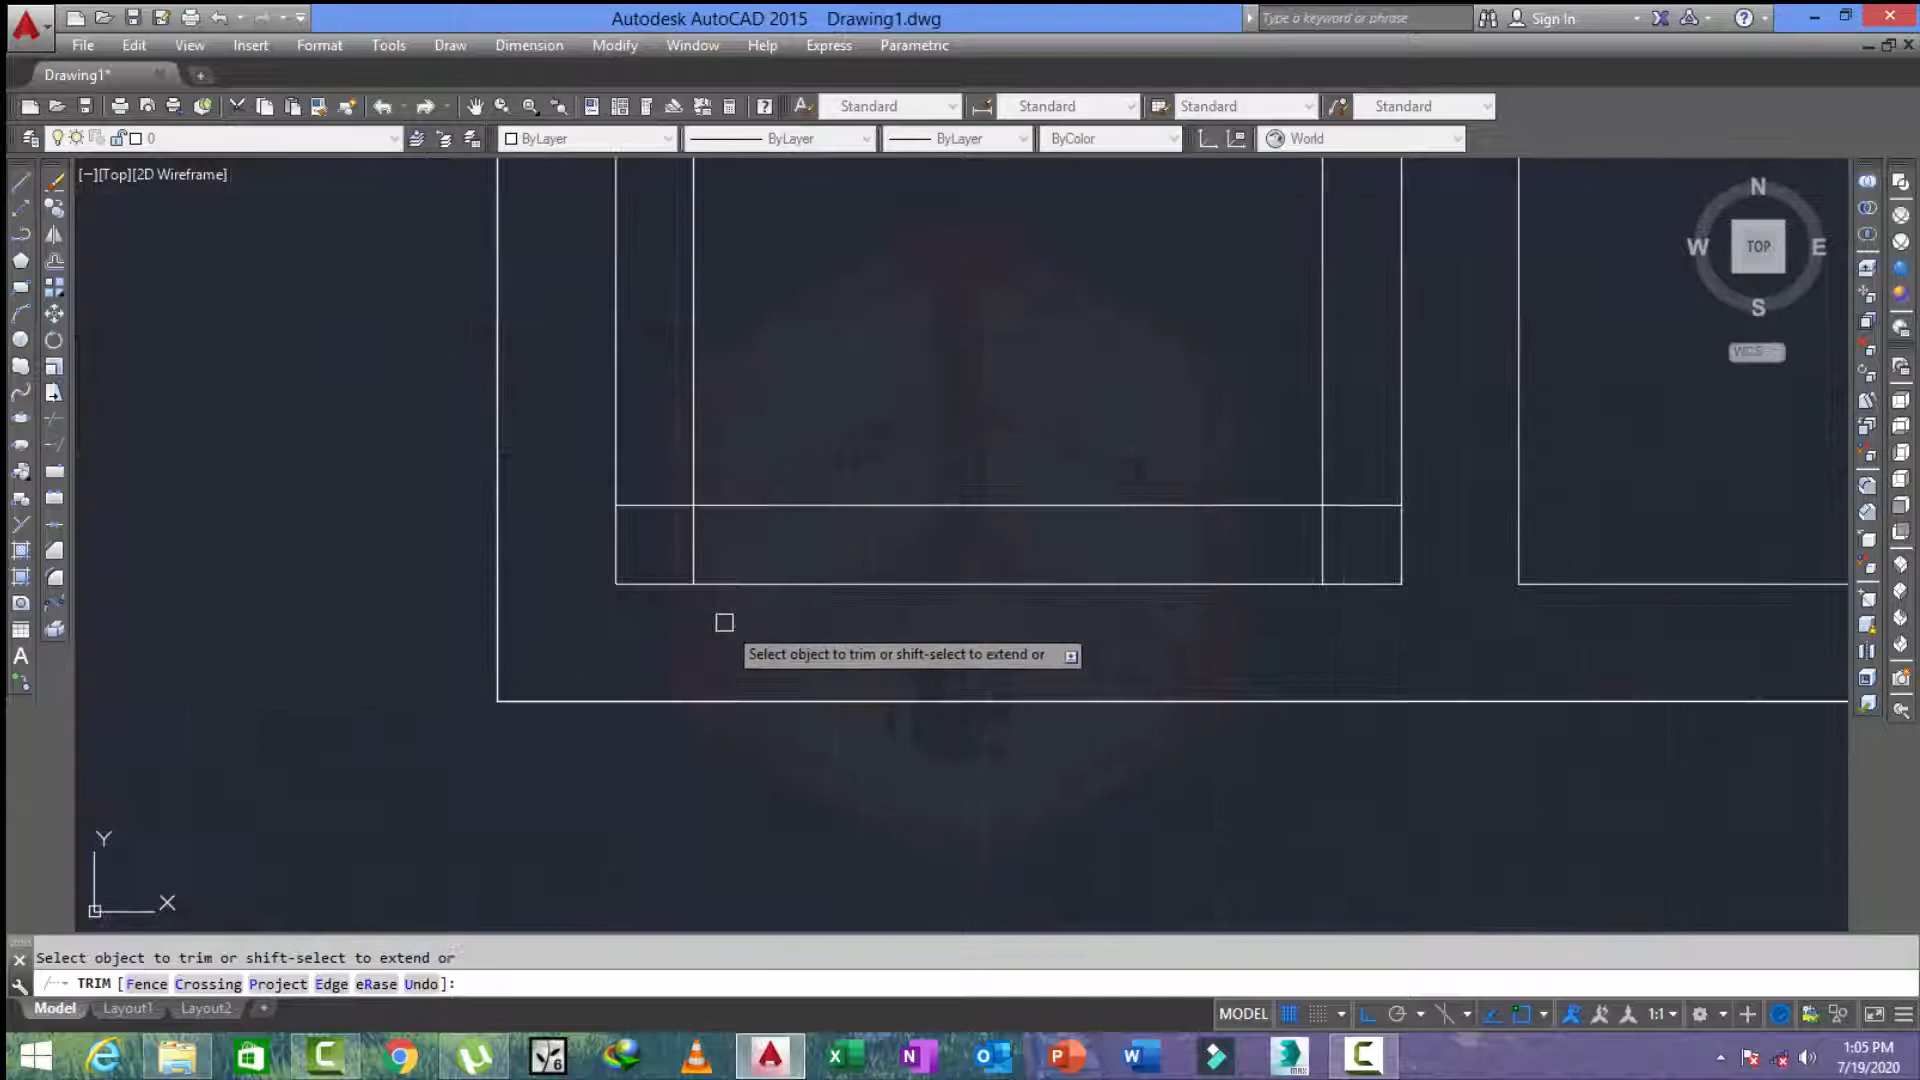 Autodesk AutoCAD 2015 Drawing1.dwg
Type a keyword or phrase
Sign In
File Edit View Insert Format Tools Draw Dimension Modify Window Help Express Parametric
Drawing1*
Standard Standard Standard Standard
0 ByLayer ByLayer ByLayer ByColor World
[−][Top][2D Wireframe]
N
W TOP E
S
WCS
Select object to trim or shift-select to extend or
Y
X
Select object to trim or shift-select to extend or
TRIM [Fence Crossing Project Edge eRase Undo]:
Model Layout1 Layout2 +
MODEL 1:1
1:05 PM
7/19/2020